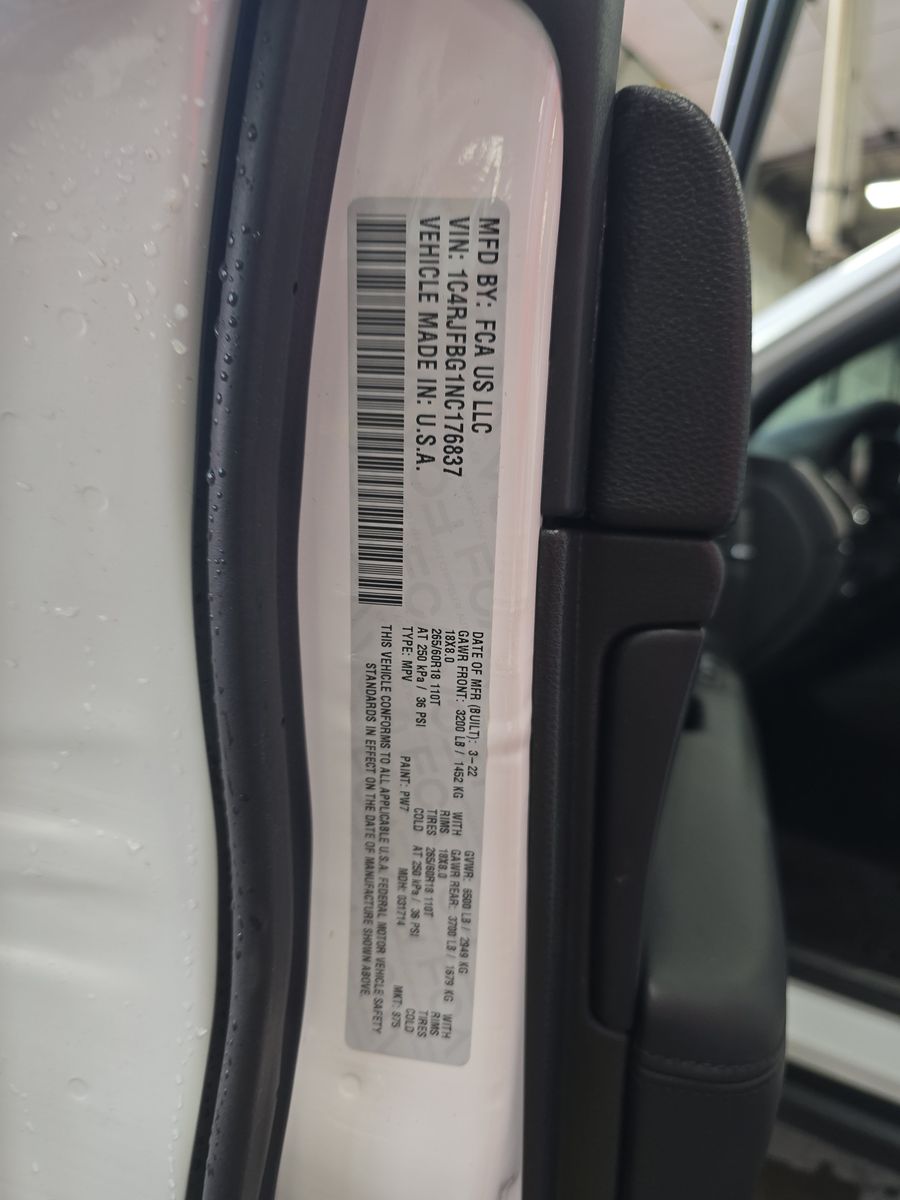 MFD BY: FCA US LLC
VIN: 1C4RJFBG1NC176837
VEHICLE MADE IN: U.S.A.
DATE OF MFR (BUILT): 3-22 GVWR: 6500 LB / 2949 KG
GAWR FRONT: 3200 LB / 1452 KG WITH GAWR REAR: 3700 LB / 1679 KG WITH
18X8.0 RIMS 18X8.0 RIMS
265/60R18 110T TIRES 265/60R18 110T TIRES
AT 250 kPa / 36 PSI COLD AT 250 kPa / 36 PSI COLD
TYPE: MPV PAINT: PW7 MDH: 031714 MKT: 975
THIS VEHICLE CONFORMS TO ALL APPLICABLE U.S.A. FEDERAL MOTOR VEHICLE SAFETY
STANDARDS IN EFFECT ON THE DATE OF MANUFACTURE SHOWN ABOVE.